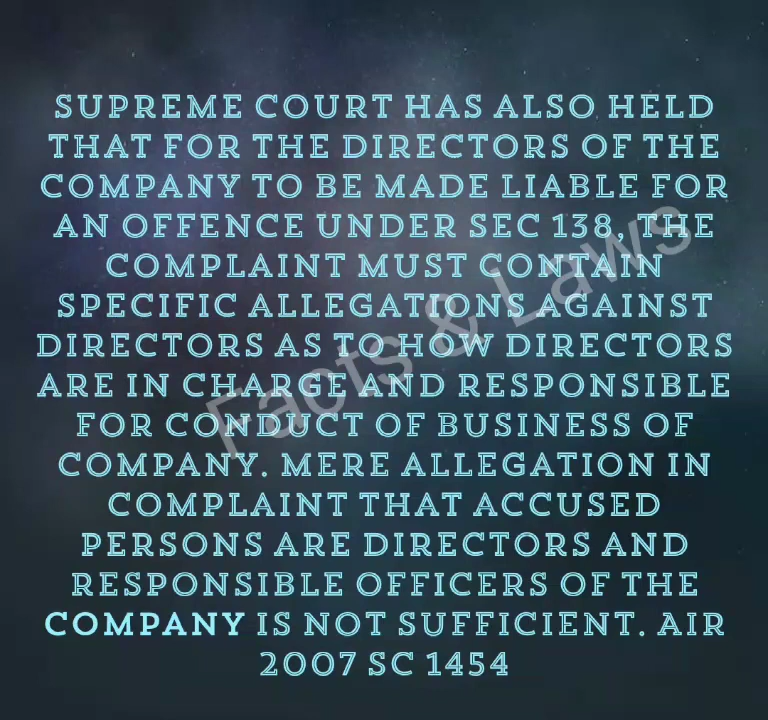 SUPREME COURT HAS ALSO HELD
THAT FOR THE DIRECTORS OF THE
COMPANY TO BE MADE LIABLE FOR
AN OFFENCE UNDER SEC 138, THE
COMPLAINT MUST CONTAIN
SPECIFIC ALLEGATIONS AGAINST
DIRECTORS AS TO HOW DIRECTORS
ARE IN CHARGE AND RESPONSIBLE
FOR CONDUCT OF BUSINESS OF
COMPANY. MERE ALLEGATION IN
COMPLAINT THAT ACCUSED
PERSONS ARE DIRECTORS AND
RESPONSIBLE OFFICERS OF THE
COMPANY IS NOT SUFFICIENT. AIR
2007 SC 1454
Facts & Laws